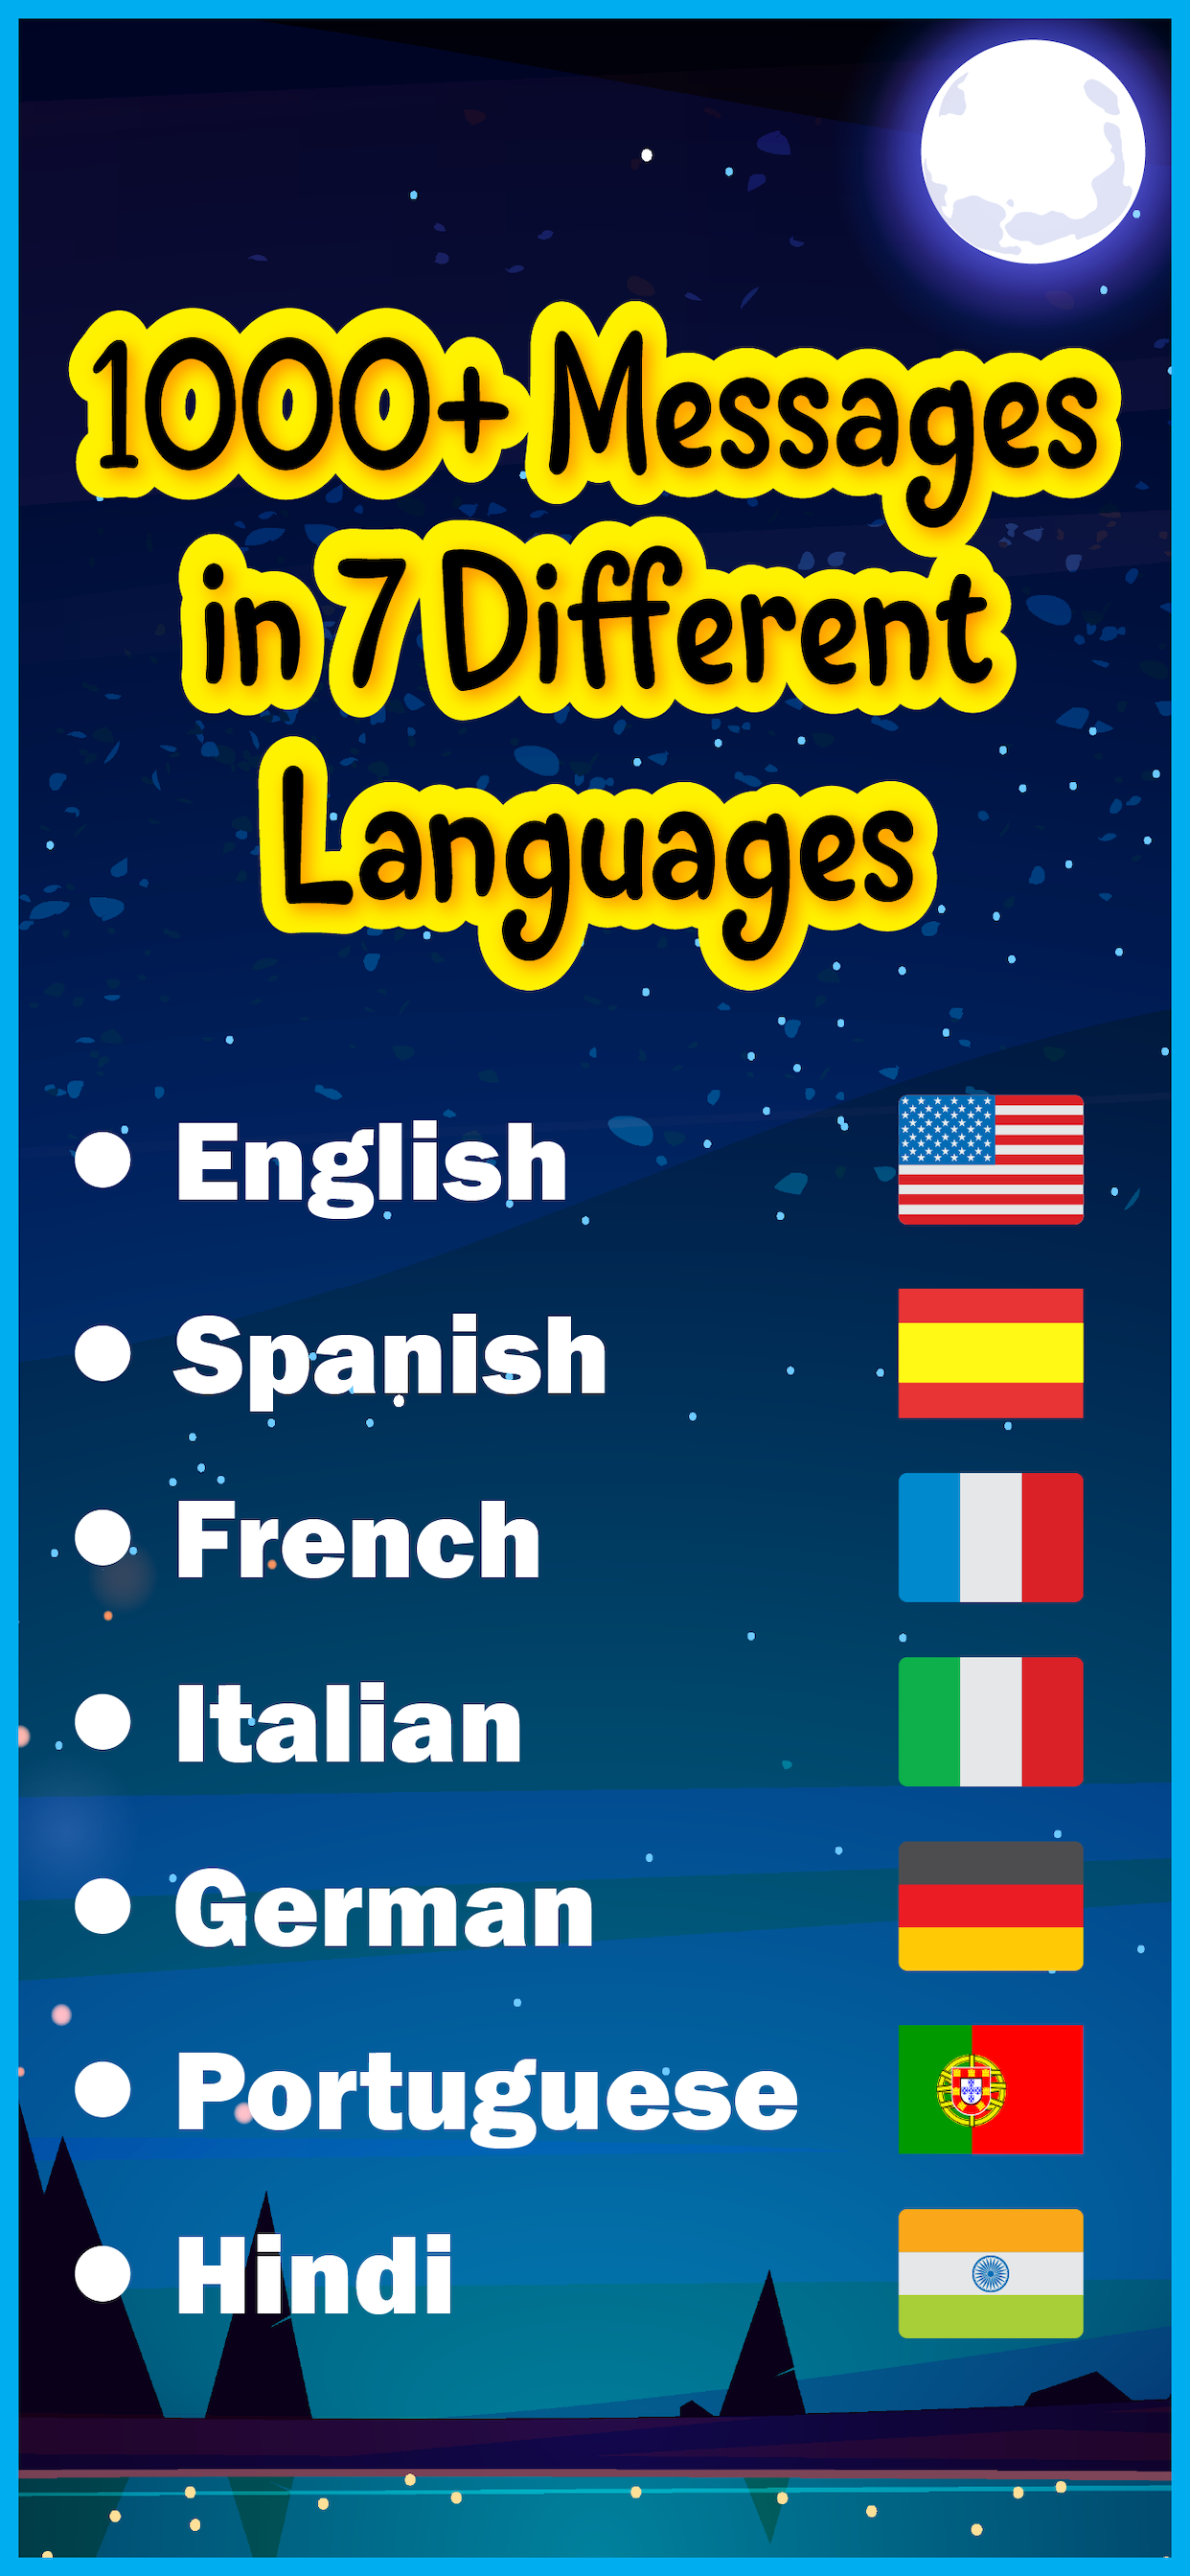 1000+ Messages
in 7 Different
Languages
● English
● Spanish
● French
● Italian
● German
● Portuguese
● Hindi